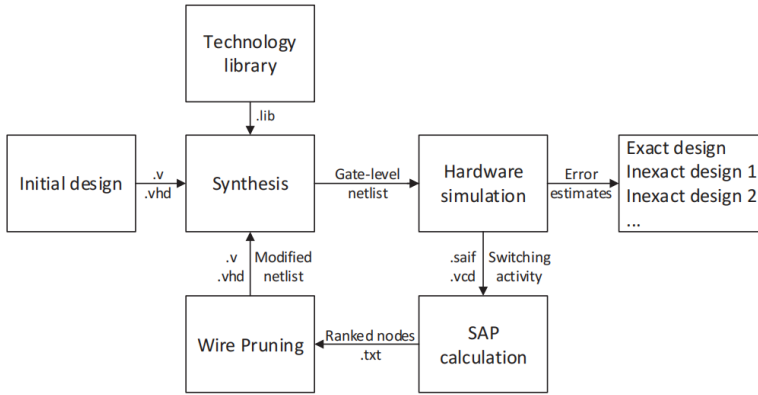 Technology
library
.lib
Initial design
.v
.vhd
Synthesis
Gate-level
netlist
Hardware
simulation
Error
estimates
Exact design
Inexact design 1
Inexact design 2
...
.v
.vhd
Modified
netlist
.saif
.vcd
Switching
activity
Wire Pruning
Ranked nodes
.txt
SAP
calculation